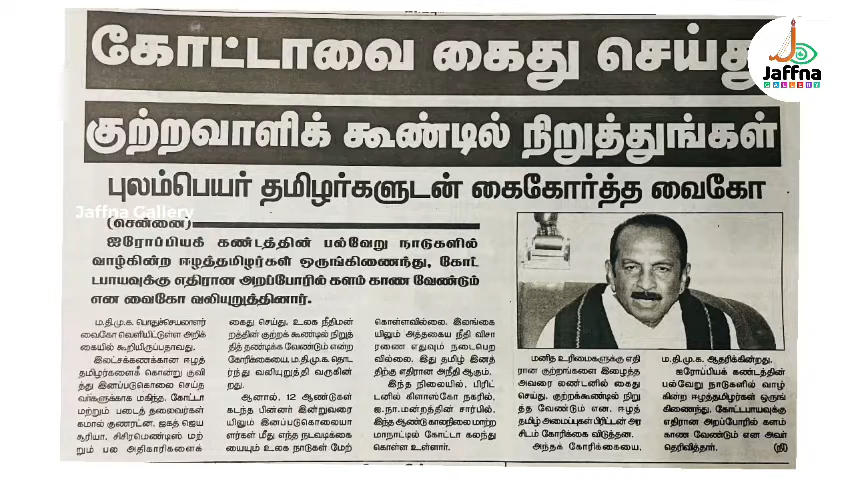 கோட்டாவை கைது செய்து
Jaffna
GALLERY
குற்றவாளிக் கூண்டில் நிறுத்துங்கள்
புலம்பெயர் தமிழர்களுடன் கைகோர்த்த வைகோ
Jaffna Gallery
(சென்னை)
ஐரோப்பியக் கண்டத்தின் பல்வேறு நாடுகளில்
வாழ்கின்ற ஈழத்தமிழர்கள் ஒருங்கிணைந்து, கோட்
டபாயவுக்கு எதிரான அறப்போரில் களம் காண வேண்டும்
என வைகோ வலியுறுத்தினார்.
ம.தி.மு.க. பொதுச்செயலாளர்
வைகோ வெளியிட்டுள்ள அறிக்
கையில் கூறியிருப்பதாவது.
இலட்சக்கணக்கான ஈழத்
தமிழர்களைக் கொன்று குவி
த்து இனப்படுகொலை செய்த
வர்களுக்காக மகிந்த, கோட்டா
மற்றும் படைத் தலைவர்கள்
கமால் குணரட்ன, ஜகத் ஜெய
சூரியா, சிசிரமெண்டிஸ் மற்
றும் பல அதிகாரிகளைக்
கைது செய்து, உலக நீதிமன்
றத்தின் குற்றக் கூண்டில் நிறுத்
தித் தண்டிக்க வேண்டும் என்ற
கோரிக்கையை, ம.தி.மு.க. தொட
ர்ந்து வலியுறுத்தி வருகின்
றது.
ஆனால், 12 ஆண்டுகள்
கடந்த பின்னர் இன்றுவரை
யிலும் இனப்படுகொலையா
ளர்கள் மீது எந்த நடவடிக்கை
யையும் உலக நாடுகள் மேற்
கொள்ளவில்லை. இலங்கை
யிலும் அத்தகைய நீதி விசா
ரணை எதுவும் நடைபெற
வில்லை. இது தமிழ் இனத்
திற்கு எதிரான அநீதி ஆகும்.
இந்த நிலையில், பிரிட்
டனில் கிளாஸ்கோ நகரில்,
ஐ.நா.மன்றத்தின் சார்பில்,
இந்த ஆண்டு காலநிலை மாற்ற
மாநாட்டில் கோட்டா கலந்து
கொள்ள உள்ளார்.
மனித உரிமைகளுக்கு எதி
ரான குற்றங்களை இழைத்த
அவரை லண்டனில் கைது
செய்து, குற்றக்கூண்டில் நிறு
த்த வேண்டும் என, ஈழத்
தமிழ் அமைப்புகள் பிரிட்டன் அர
சிடம் கோரிக்கை விடுத்தன.
அந்தக் கோரிக்கையை,
ம.தி.மு.க. ஆதரிக்கின்றது.
ஐரோப்பியக் கண்டத்தின்
பல்வேறு நாடுகளில் வாழ்
கின்ற ஈழத்தமிழர்கள் ஒருங்
கிணைந்து, கோட்டபாயவுக்கு
எதிரான அறப்போரில் களம்
காண வேண்டும் என அவர்
தெரிவித்தார். (நி)